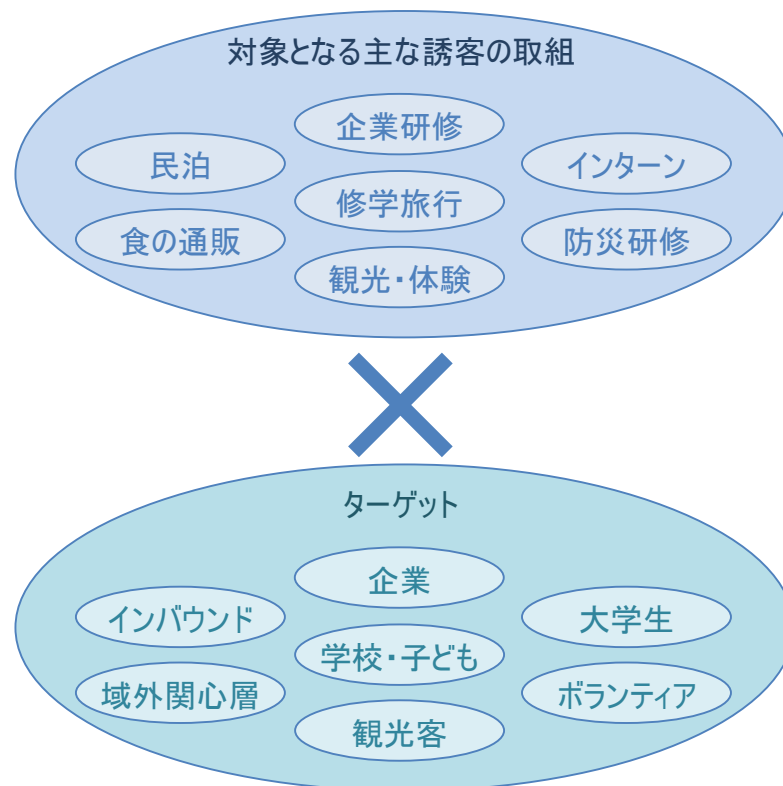 対象となる主な誘客の取組
企業研修
民泊
インターン
修学旅行
食の通販
防災研修
観光・体験
ターゲット
企業
インバウンド
大学生
学校・子ども
域外関心層
ボランティア
観光客